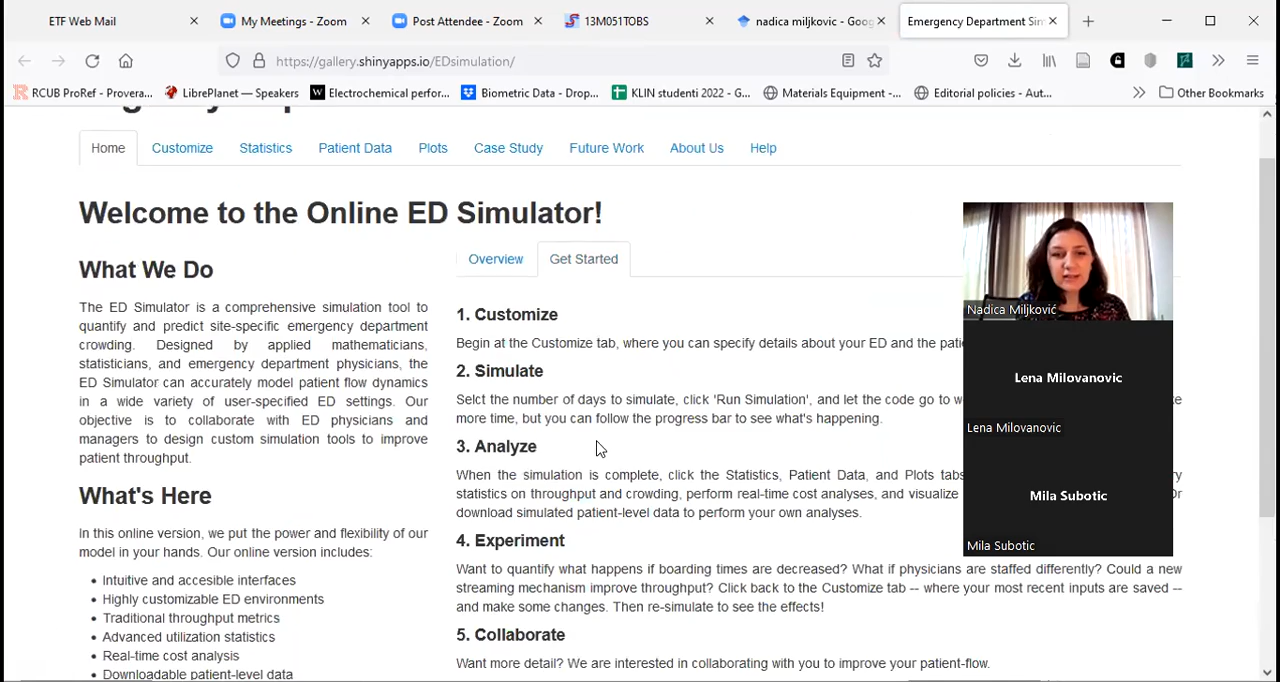 ETF Web Mail
My Meetings - Zoom
Post Attendee - Zoom
13M051TOBS
nadica miljkovic - Goog
Emergency Department Sim
https://gallery.shinyapps.io/EDsimulation/
RCUB ProRef - Provera...
LibrePlanet — Speakers
Electrochemical perfor...
Biometric Data - Drop...
KLIN studenti 2022 - G...
Materials Equipment -...
Editorial policies - Aut...
Other Bookmarks
Home
Customize
Statistics
Patient Data
Plots
Case Study
Future Work
About Us
Help
Welcome to the Online ED Simulator!
What We Do
The ED Simulator is a comprehensive simulation tool to
quantify and predict site-specific emergency department
crowding. Designed by applied mathematicians,
statisticians, and emergency department physicians, the
ED Simulator can accurately model patient flow dynamics
in a wide variety of user-specified ED settings. Our
objective is to collaborate with ED physicians and
managers to design custom simulation tools to improve
patient throughput.
What's Here
In this online version, we put the power and flexibility of our
model in your hands. Our online version includes:
• Intuitive and accesible interfaces
• Highly customizable ED environments
• Traditional throughput metrics
• Advanced utilization statistics
• Real-time cost analysis
• Downloadable patient-level data
Overview
Get Started
1. Customize
Begin at the Customize tab, where you can specify details about your ED and the
2. Simulate
Selct the number of days to simulate, click 'Run Simulation', and let the code go to
more time, but you can follow the progress bar to see what's happening.
3. Analyze
When the simulation is complete, click the Statistics, Patient Data, and Plots tabs
statistics on throughput and crowding, perform real-time cost analyses, and visualize Or
download simulated patient-level data to perform your own analyses.
4. Experiment
Want to quantify what happens if boarding times are decreased? What if physicians are staffed differently? Could a new
streaming mechanism improve throughput? Click back to the Customize tab -- where your most recent inputs are saved --
and make some changes. Then re-simulate to see the effects!
5. Collaborate
Want more detail? We are interested in collaborating with you to improve your patient-flow.
Nadica Miljković
Lena Milovanovic
Lena Milovanovic
Mila Subotic
Mila Subotic